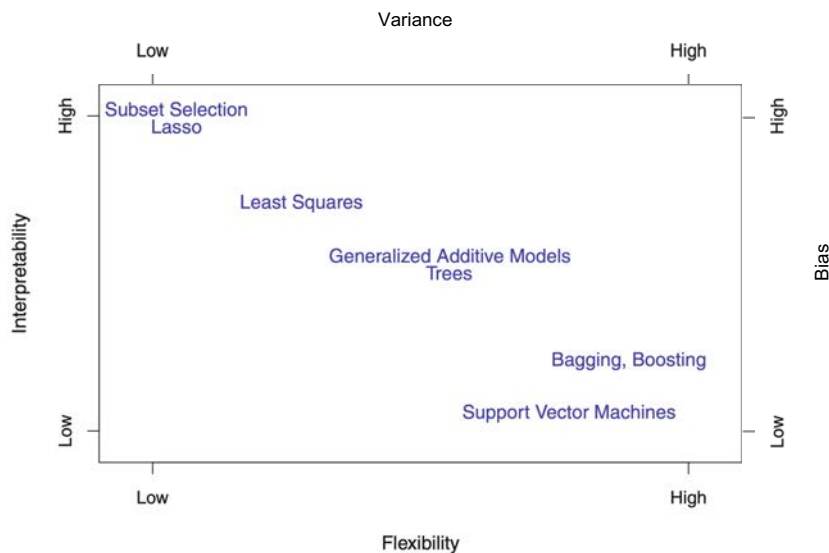 Variance
Low High
High High
Subset Selection
Lasso
Least Squares
Interpretability
Generalized Additive Models
Trees
Bias
Bagging, Boosting
Support Vector Machines
Low Low
Low High
Flexibility